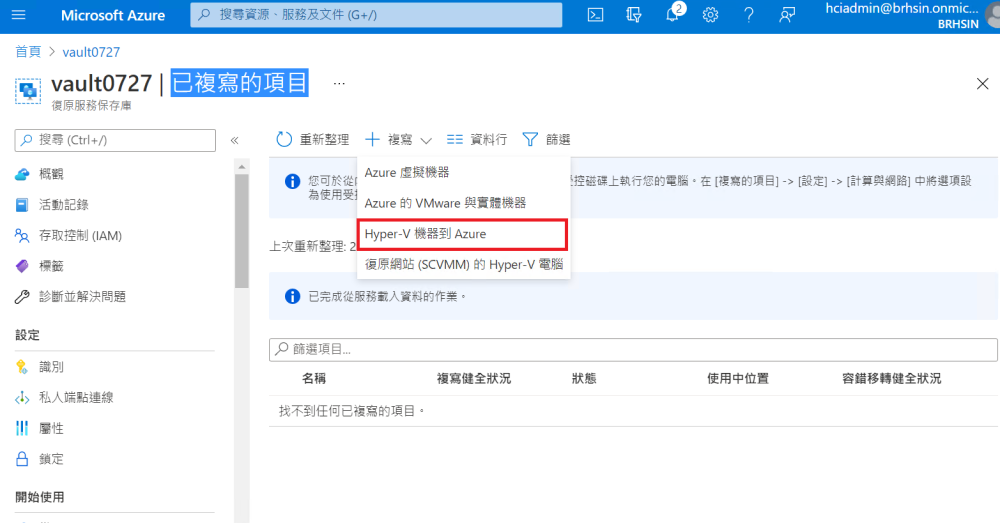 Microsoft Azure
搜尋資源、服務及文件 (G+/)
2
hciadmin@brhsin.onmic...
BRHSIN
首頁 > vault0727
vault0727 | 已複寫的項目 ...
復原服務保存庫
搜尋 (Ctrl+/)
概觀
活動記錄
存取控制 (IAM)
標籤
診斷並解決問題
設定
識別
私人端點連線
屬性
鎖定
開始使用
重新整理 複寫 資料行 篩選
Azure 虛擬機器
Azure 的 VMware 與實體機器
Hyper-V 機器到 Azure
復原網站 (SCVMM) 的 Hyper-V 電腦
您可於從
控磁碟上執行您的電腦。在 [複寫的項目] -> [設定] -> [計算與網路] 中將選項設
為使用受
上次重新整理: 2
已完成從服務載入資料的作業。
篩選項目...
名稱 複寫健全狀況 狀態 使用中位置 容錯移轉健全狀況
找不到任何已複寫的項目。